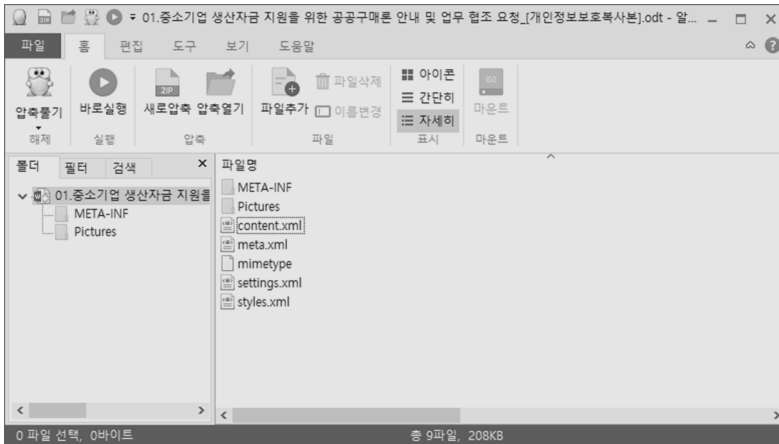 01.중소기업 생산자금 지원을 위한 공공구매론 안내 및 업무 협조 요청_[개인정보보호복사본].odt - 알...
파일 홈 편집 도구 보기 도움말
압축풀기 바로실행 ZIP 새로압축 압축열기 파일추가 파일삭제 이름변경 아이콘 간단히 자세히 ISO 마운트
해제 실행 압축 파일 표시 마운트
폴더 필터 검색
01.중소기업 생산자금 지원을
META-INF
Pictures
파일명
META-INF
Pictures
content.xml
meta.xml
mimetype
settings.xml
styles.xml
0 파일 선택, 0바이트
총 9파일, 208KB